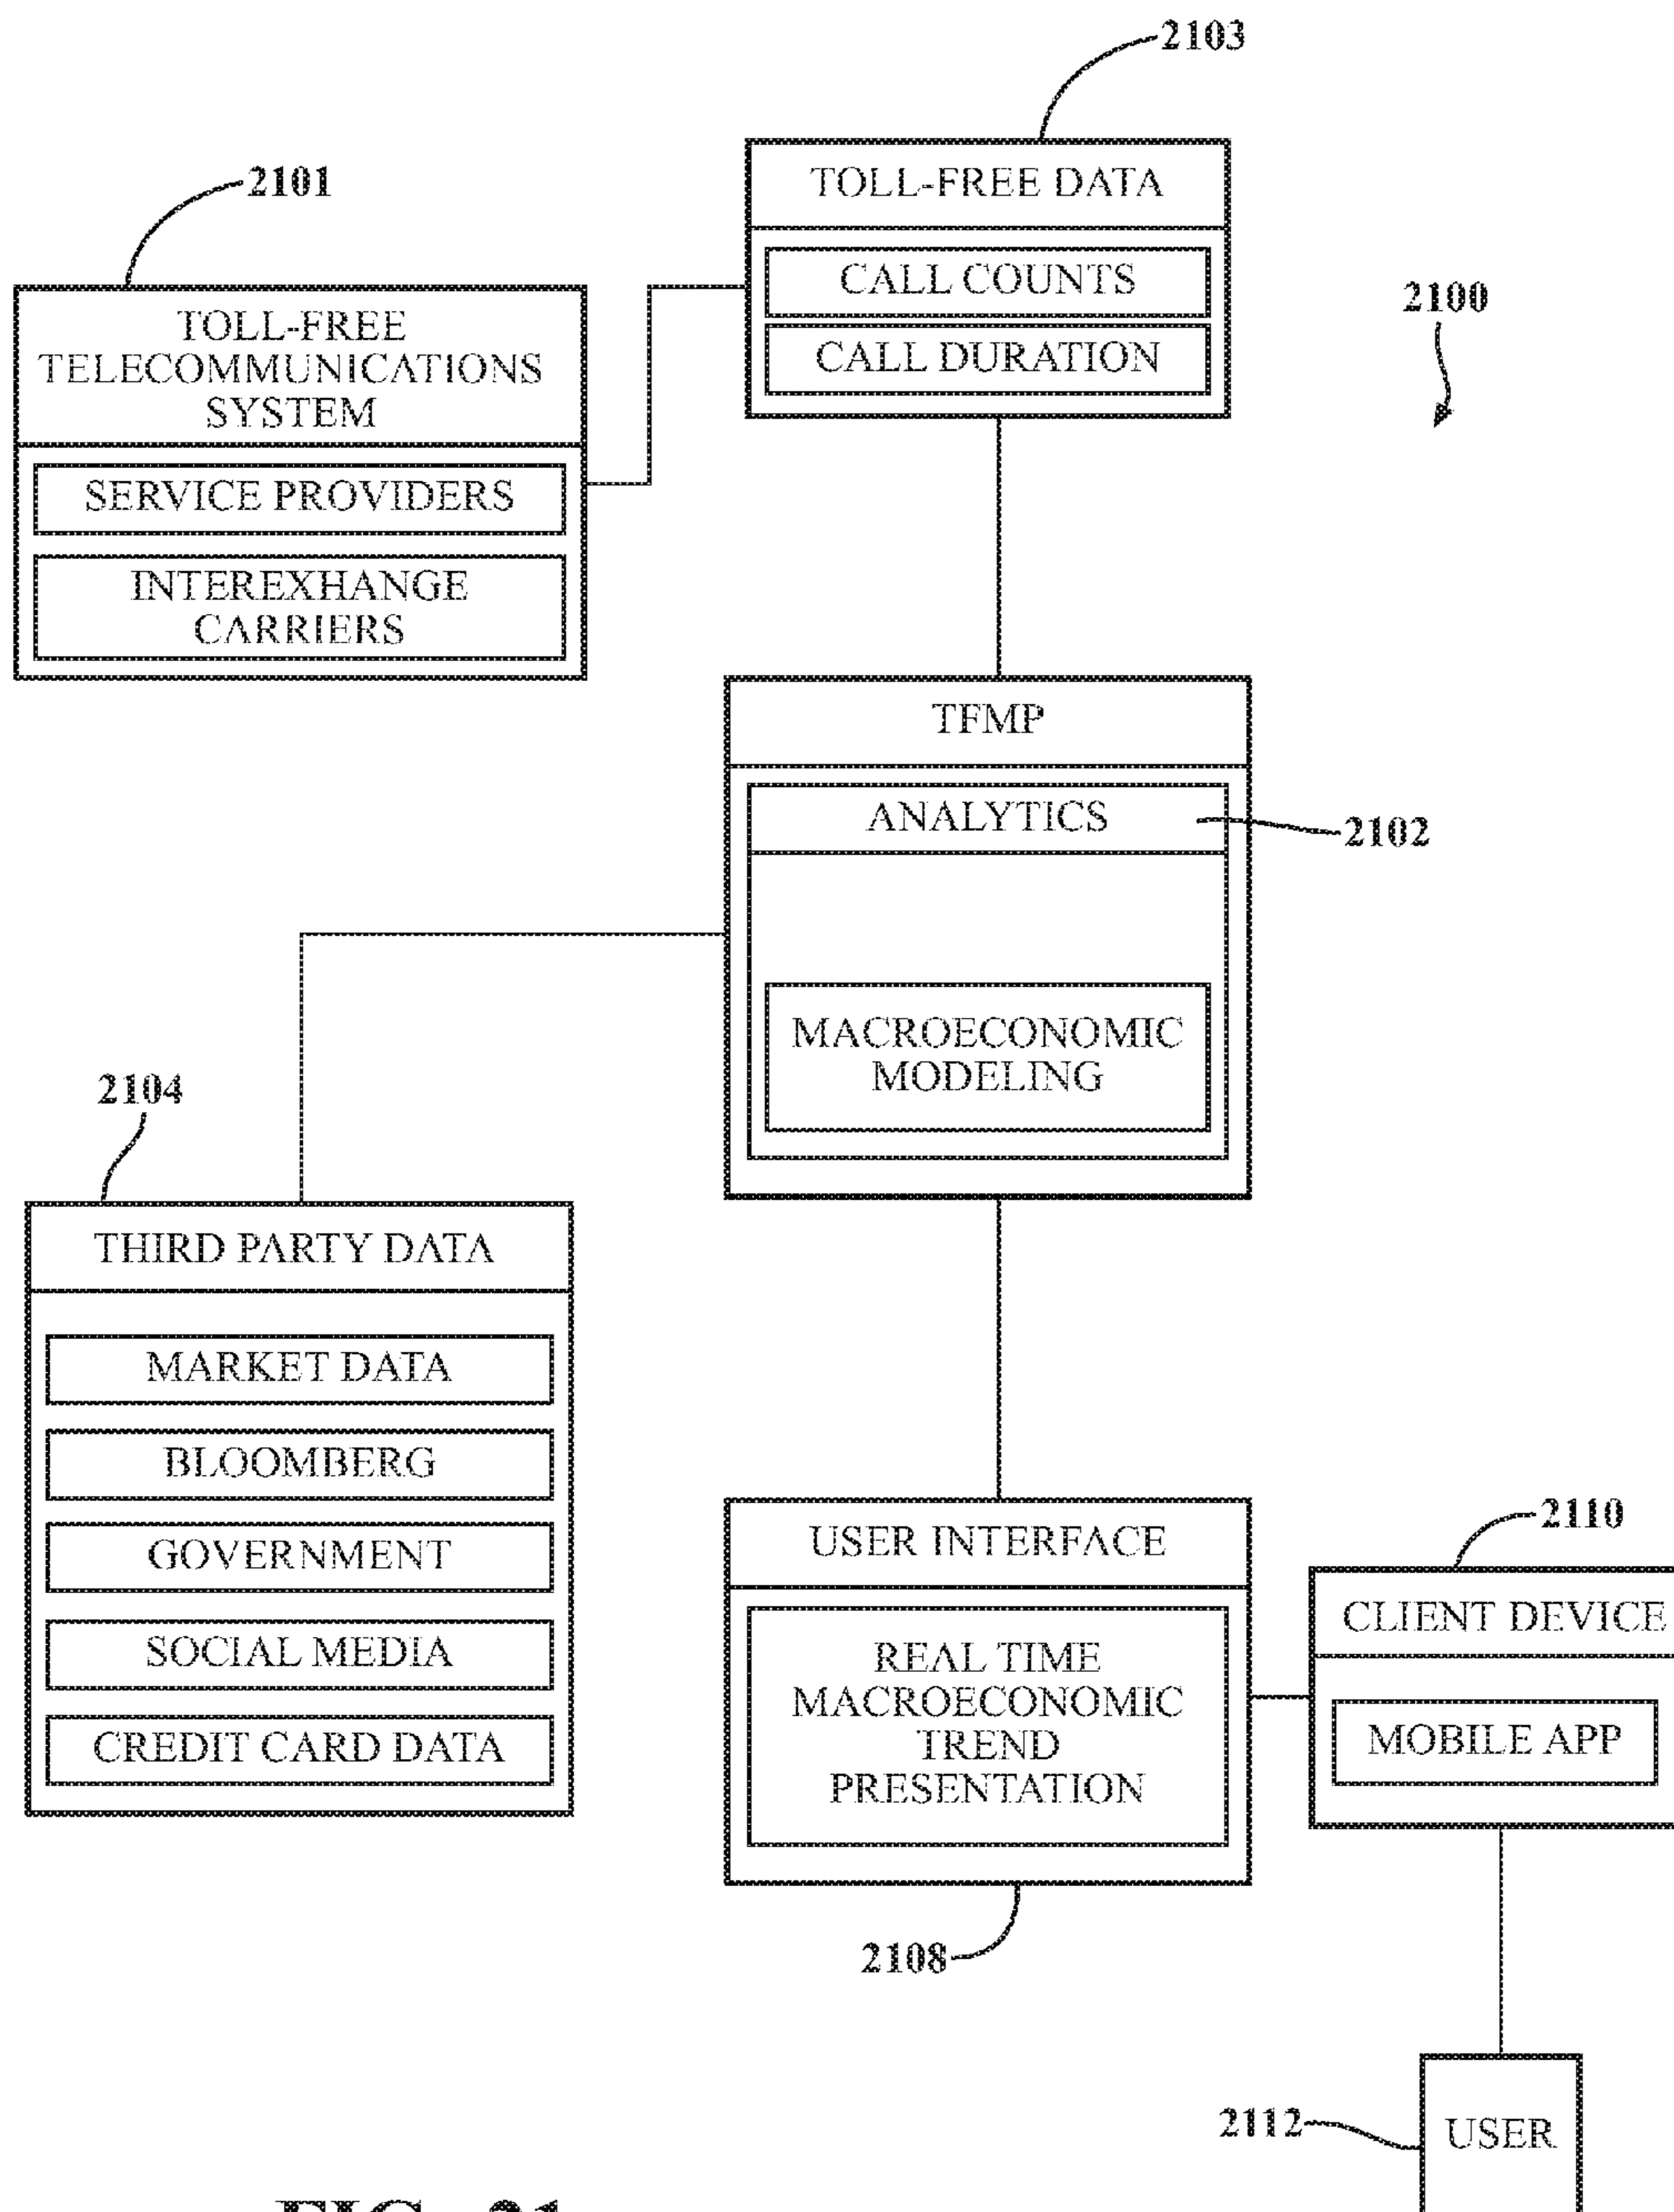 2103
2101
TOLL-FREE DATA
CALL COUNTS
CALL DURATION
2100
TOLL-FREE
TELECOMMUNICATIONS
SYSTEM
SERVICE PROVIDERS
INTEREXHANGE
CARRIERS
TFMP
ANALYTICS
2102
MACROECONOMIC
MODELING
2104
THIRD PARTY DATA
MARKET DATA
BLOOMBERG
GOVERNMENT
SOCIAL MEDIA
CREDIT CARD DATA
USER INTERFACE
REAL TIME
MACROECONOMIC
TREND
PRESENTATION
2108
2110
CLIENT DEVICE
MOBILE APP
2112
USER
FIG. 21